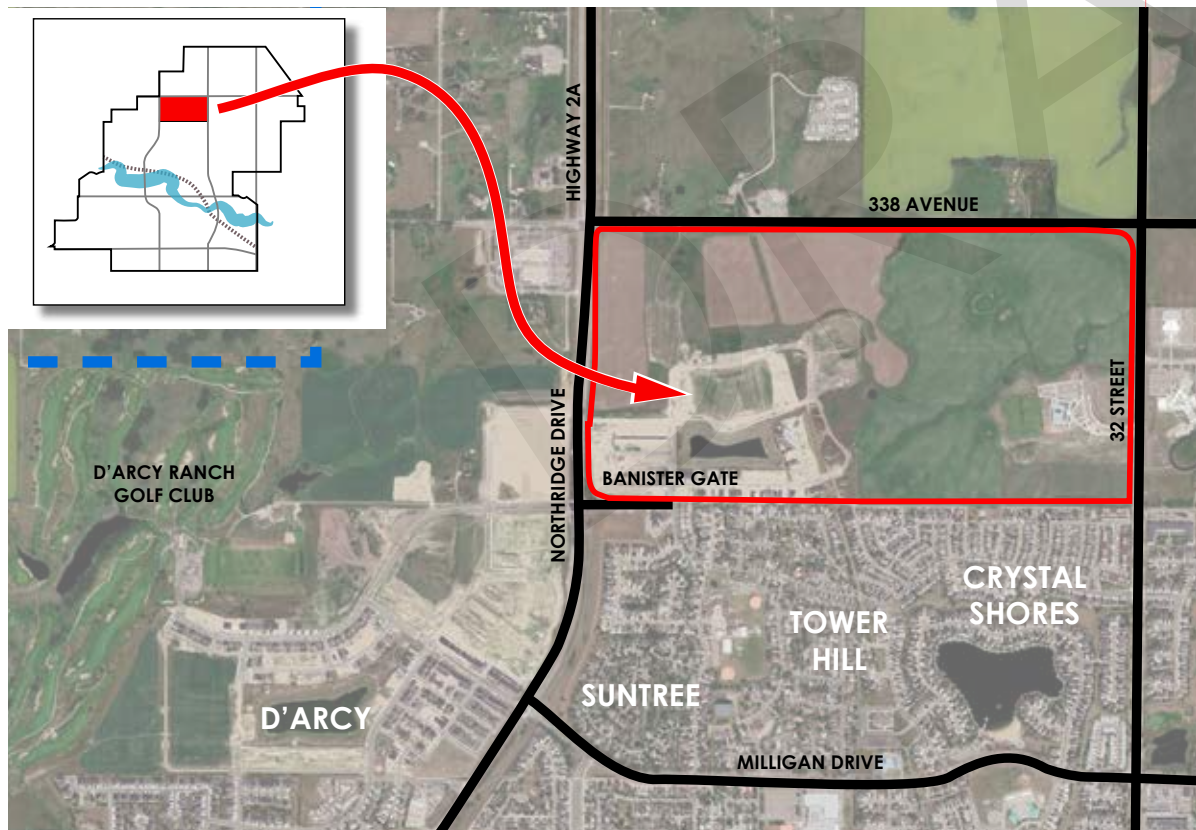 HIGHWAY 2A
338 AVENUE
NORTHRIDGE DRIVE
32 STREET
BANISTER GATE
D'ARCY RANCH
GOLF CLUB
CRYSTAL
SHORES
TOWER
HILL
SUNTREE
D'ARCY
MILLIGAN DRIVE